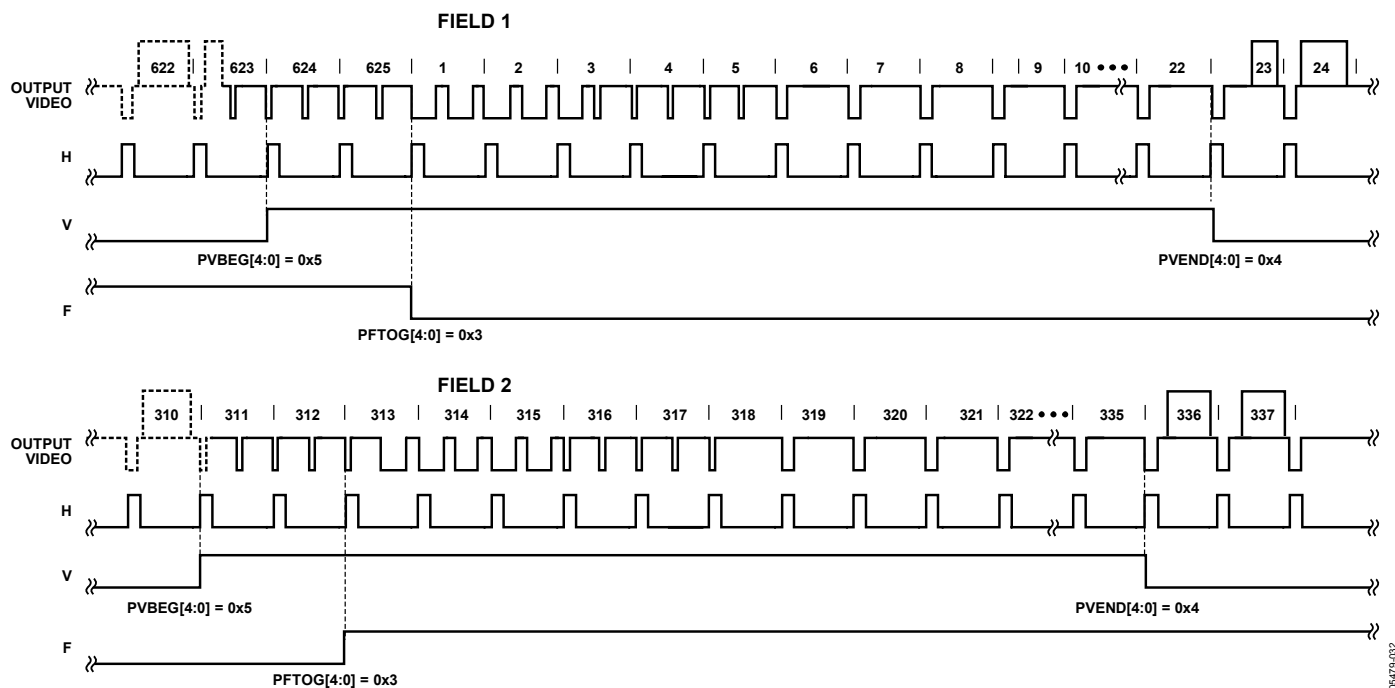 FIELD 1
622 623 624 625 1 2 3 4 5 6 7 8 9 10 ••• 22 23 24
OUTPUT
VIDEO
H
V
PVBEG[4:0] = 0x5
PVEND[4:0] = 0x4
F
PFTOG[4:0] = 0x3
FIELD 2
310 311 312 313 314 315 316 317 318 319 320 321 322 ••• 335 336 337
OUTPUT
VIDEO
H
V
PVBEG[4:0] = 0x5
PVEND[4:0] = 0x4
F
PFTOG[4:0] = 0x3
05479-032